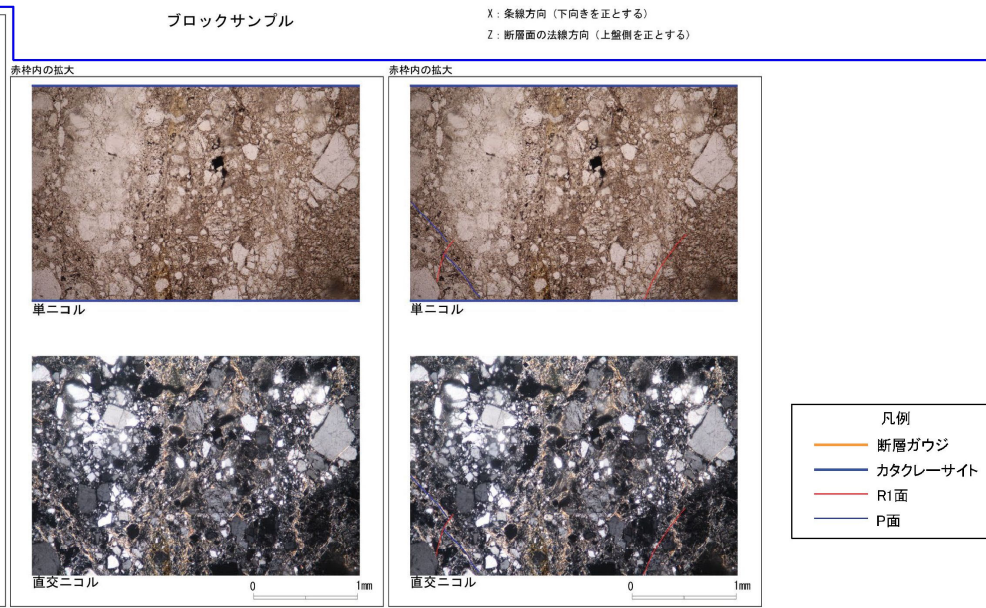 ブロックサンプル
X：条線方向（下向きを正とする）
Z：断層面の法線方向（上盤側を正とする）
赤枠内の拡大
赤枠内の拡大
単ニコル
単ニコル
直交ニコル
0 1mm
直交ニコル
0 1mm
凡例
断層ガウジ
カタクレーサイト
R1面
P面